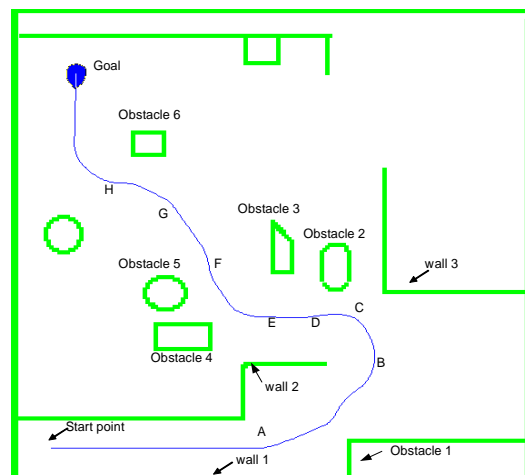 Goal
Obstacle 6
H
G
Obstacle 3
Obstacle 2
F
Obstacle 5
wall 3
C
E
D
Obstacle 4
B
wall 2
Start point
A
Obstacle 1
wall 1